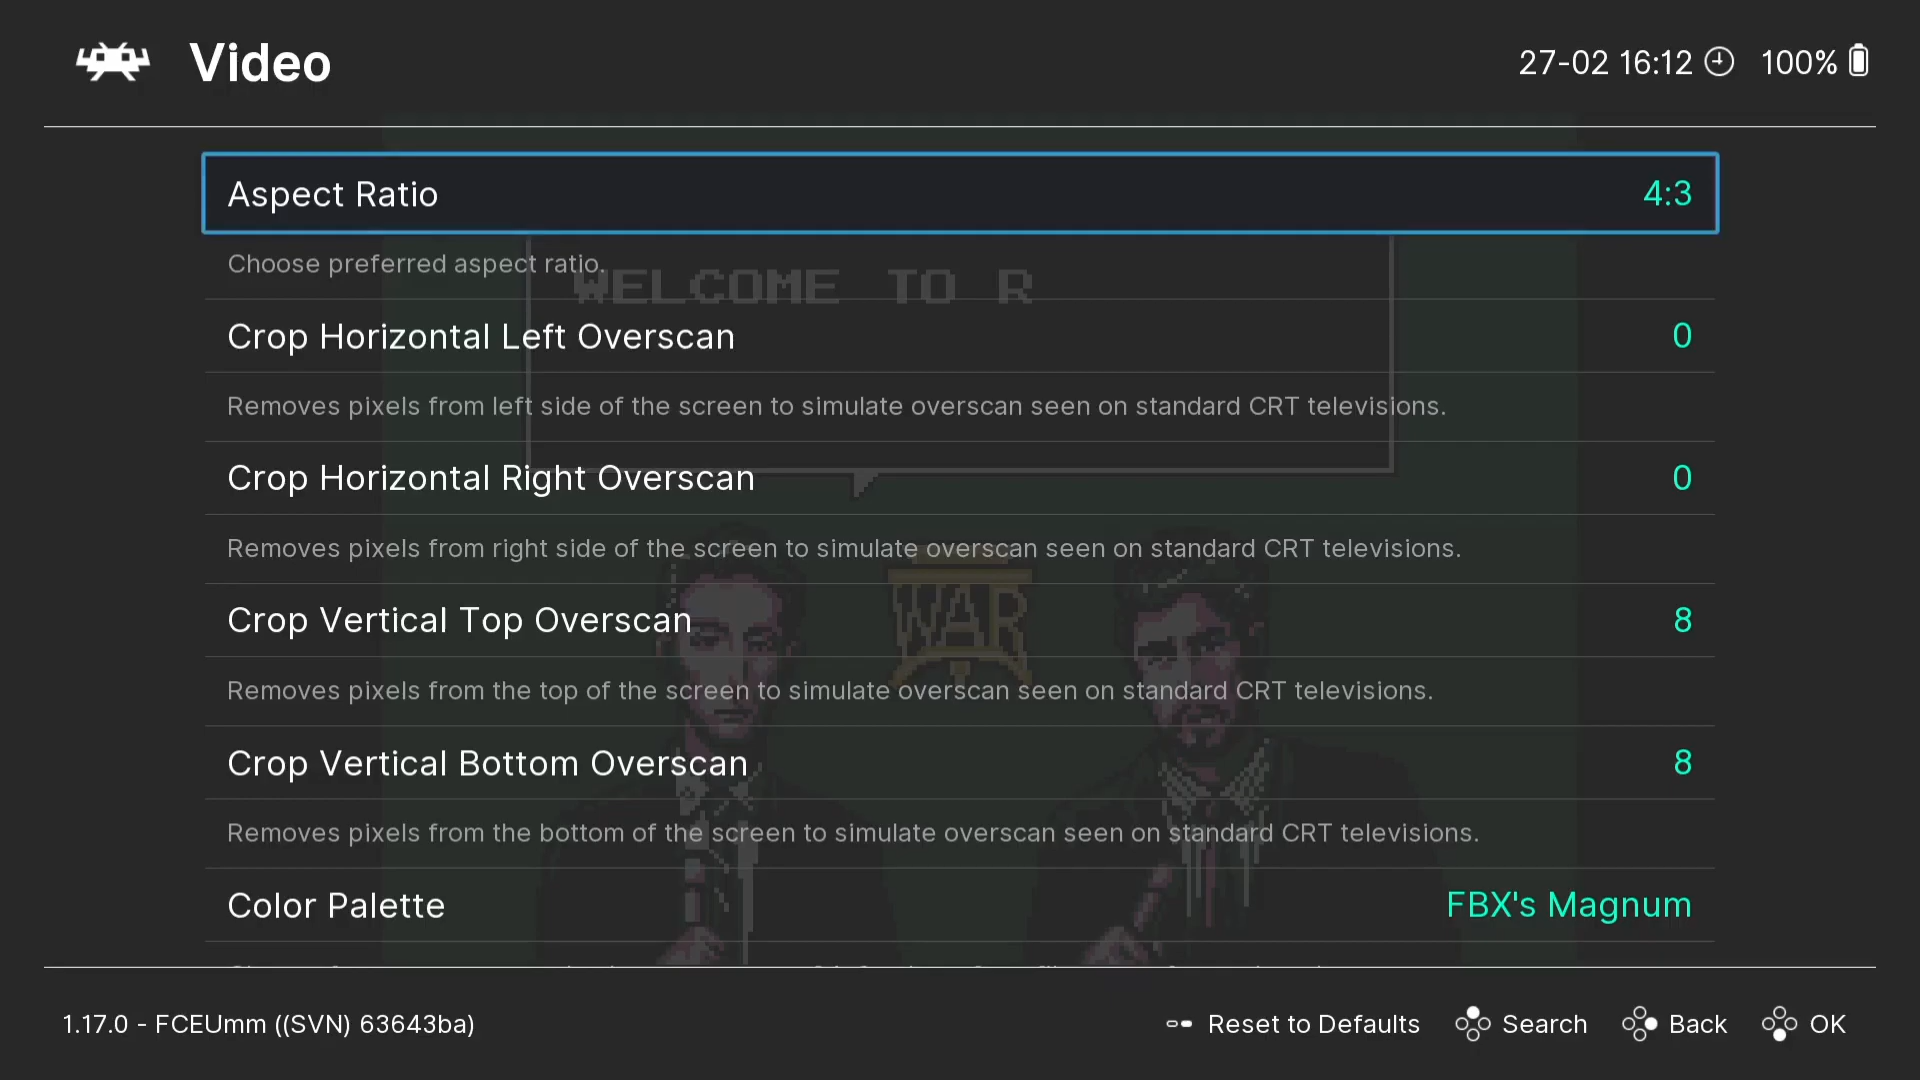 Video
27-02 16:12
100%
Aspect Ratio 4:3
Choose preferred aspect ratio.
WELCOME TO R
Crop Horizontal Left Overscan 0
Removes pixels from left side of the screen to simulate overscan seen on standard CRT televisions.
Crop Horizontal Right Overscan 0
Removes pixels from right side of the screen to simulate overscan seen on standard CRT televisions.
WAR
Crop Vertical Top Overscan 8
Removes pixels from the top of the screen to simulate overscan seen on standard CRT televisions.
Crop Vertical Bottom Overscan 8
Removes pixels from the bottom of the screen to simulate overscan seen on standard CRT televisions.
Color Palette FBX's Magnum
1.17.0 - FCEUmm ((SVN) 63643ba)
Reset to Defaults
Search
Back
OK